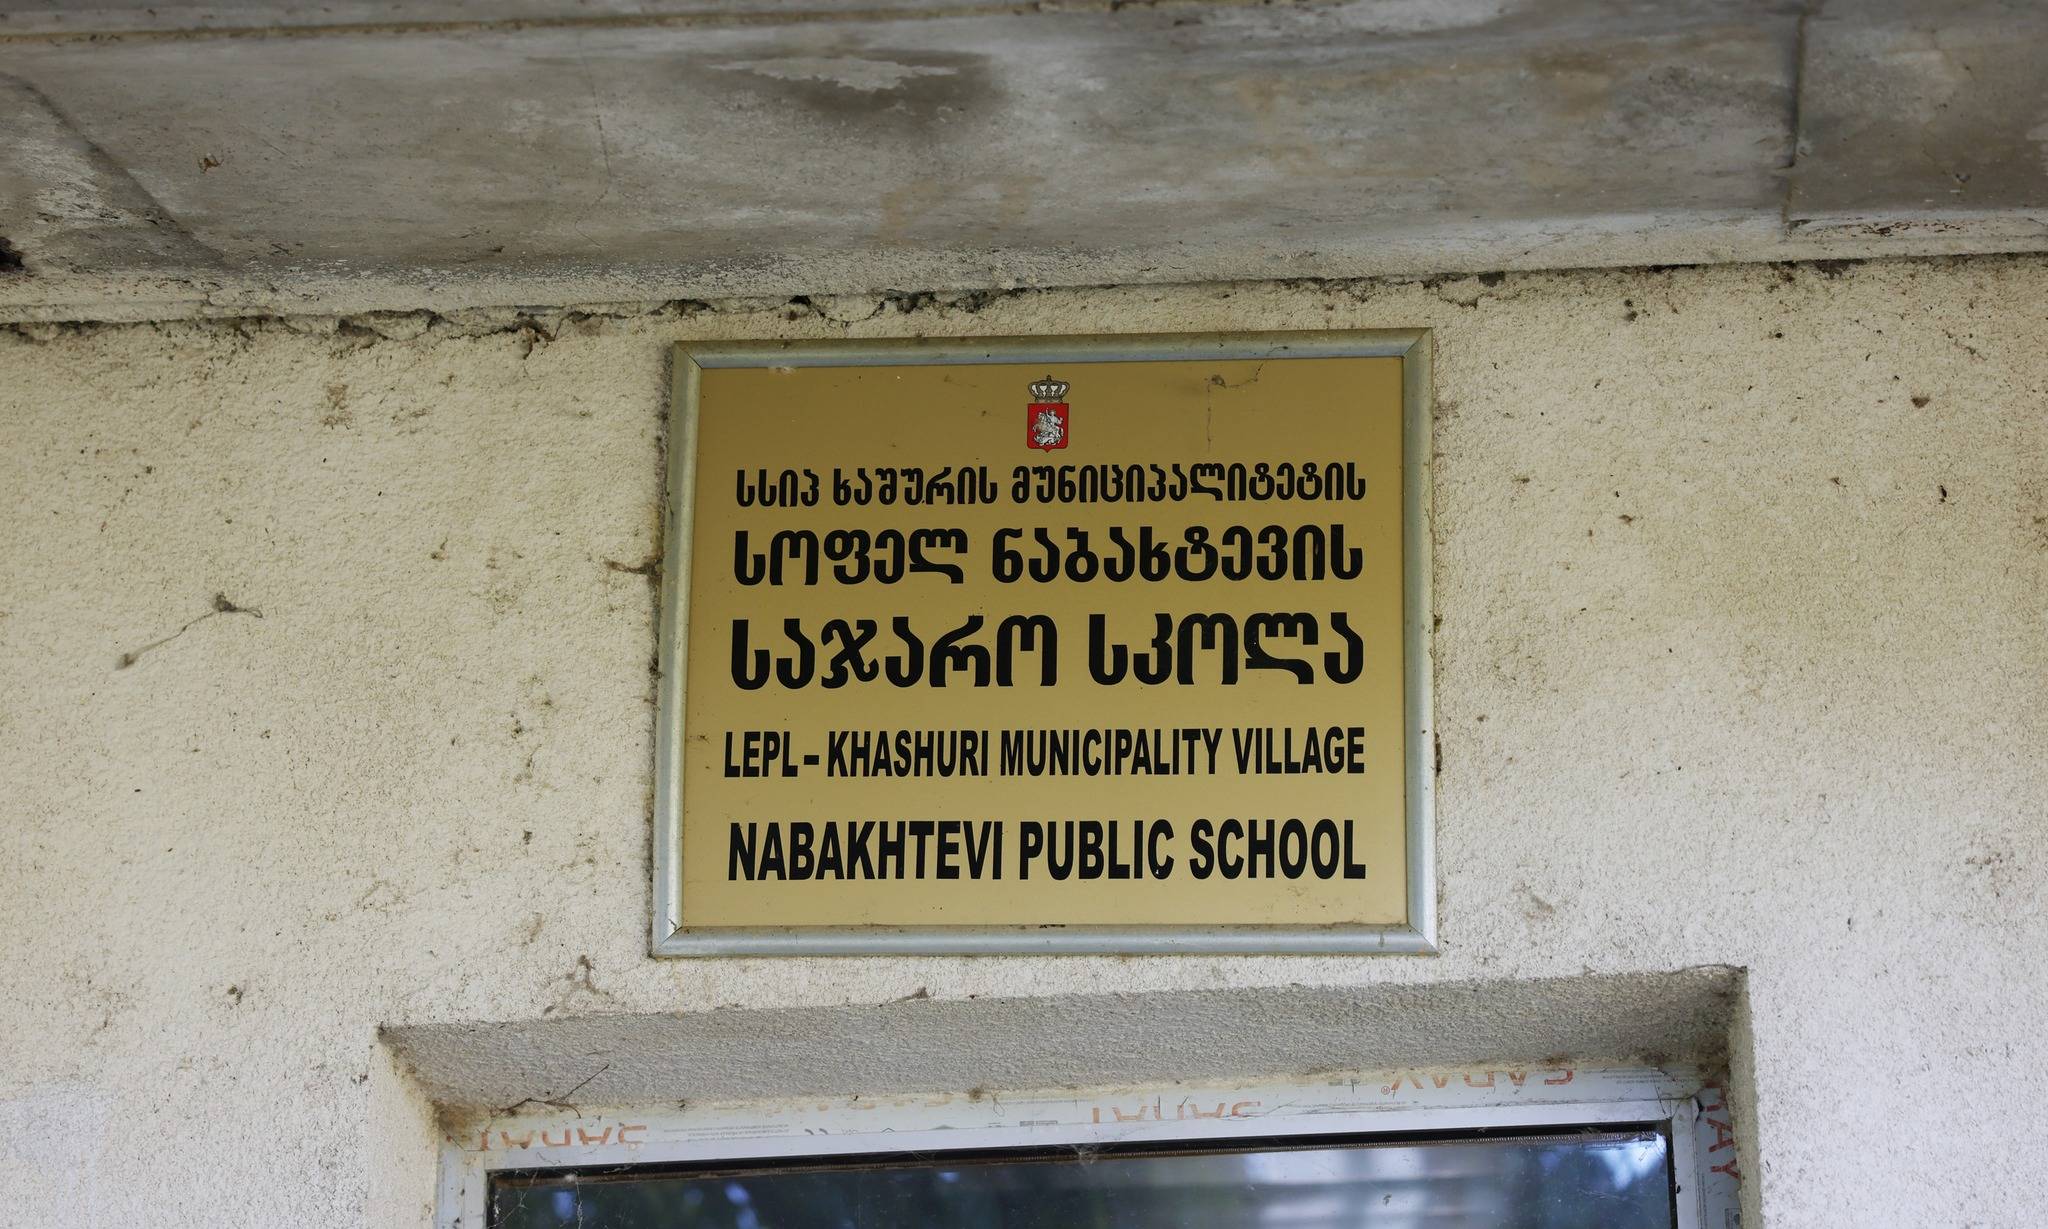 სსიპ ხაშურის მუნიციპალიტეტის
სოფელ ნაბახტევის
საჯარო სკოლა
LEPL – KHASHURI MUNICIPALITY VILLAGE
NABAKHTEVI PUBLIC SCHOOL